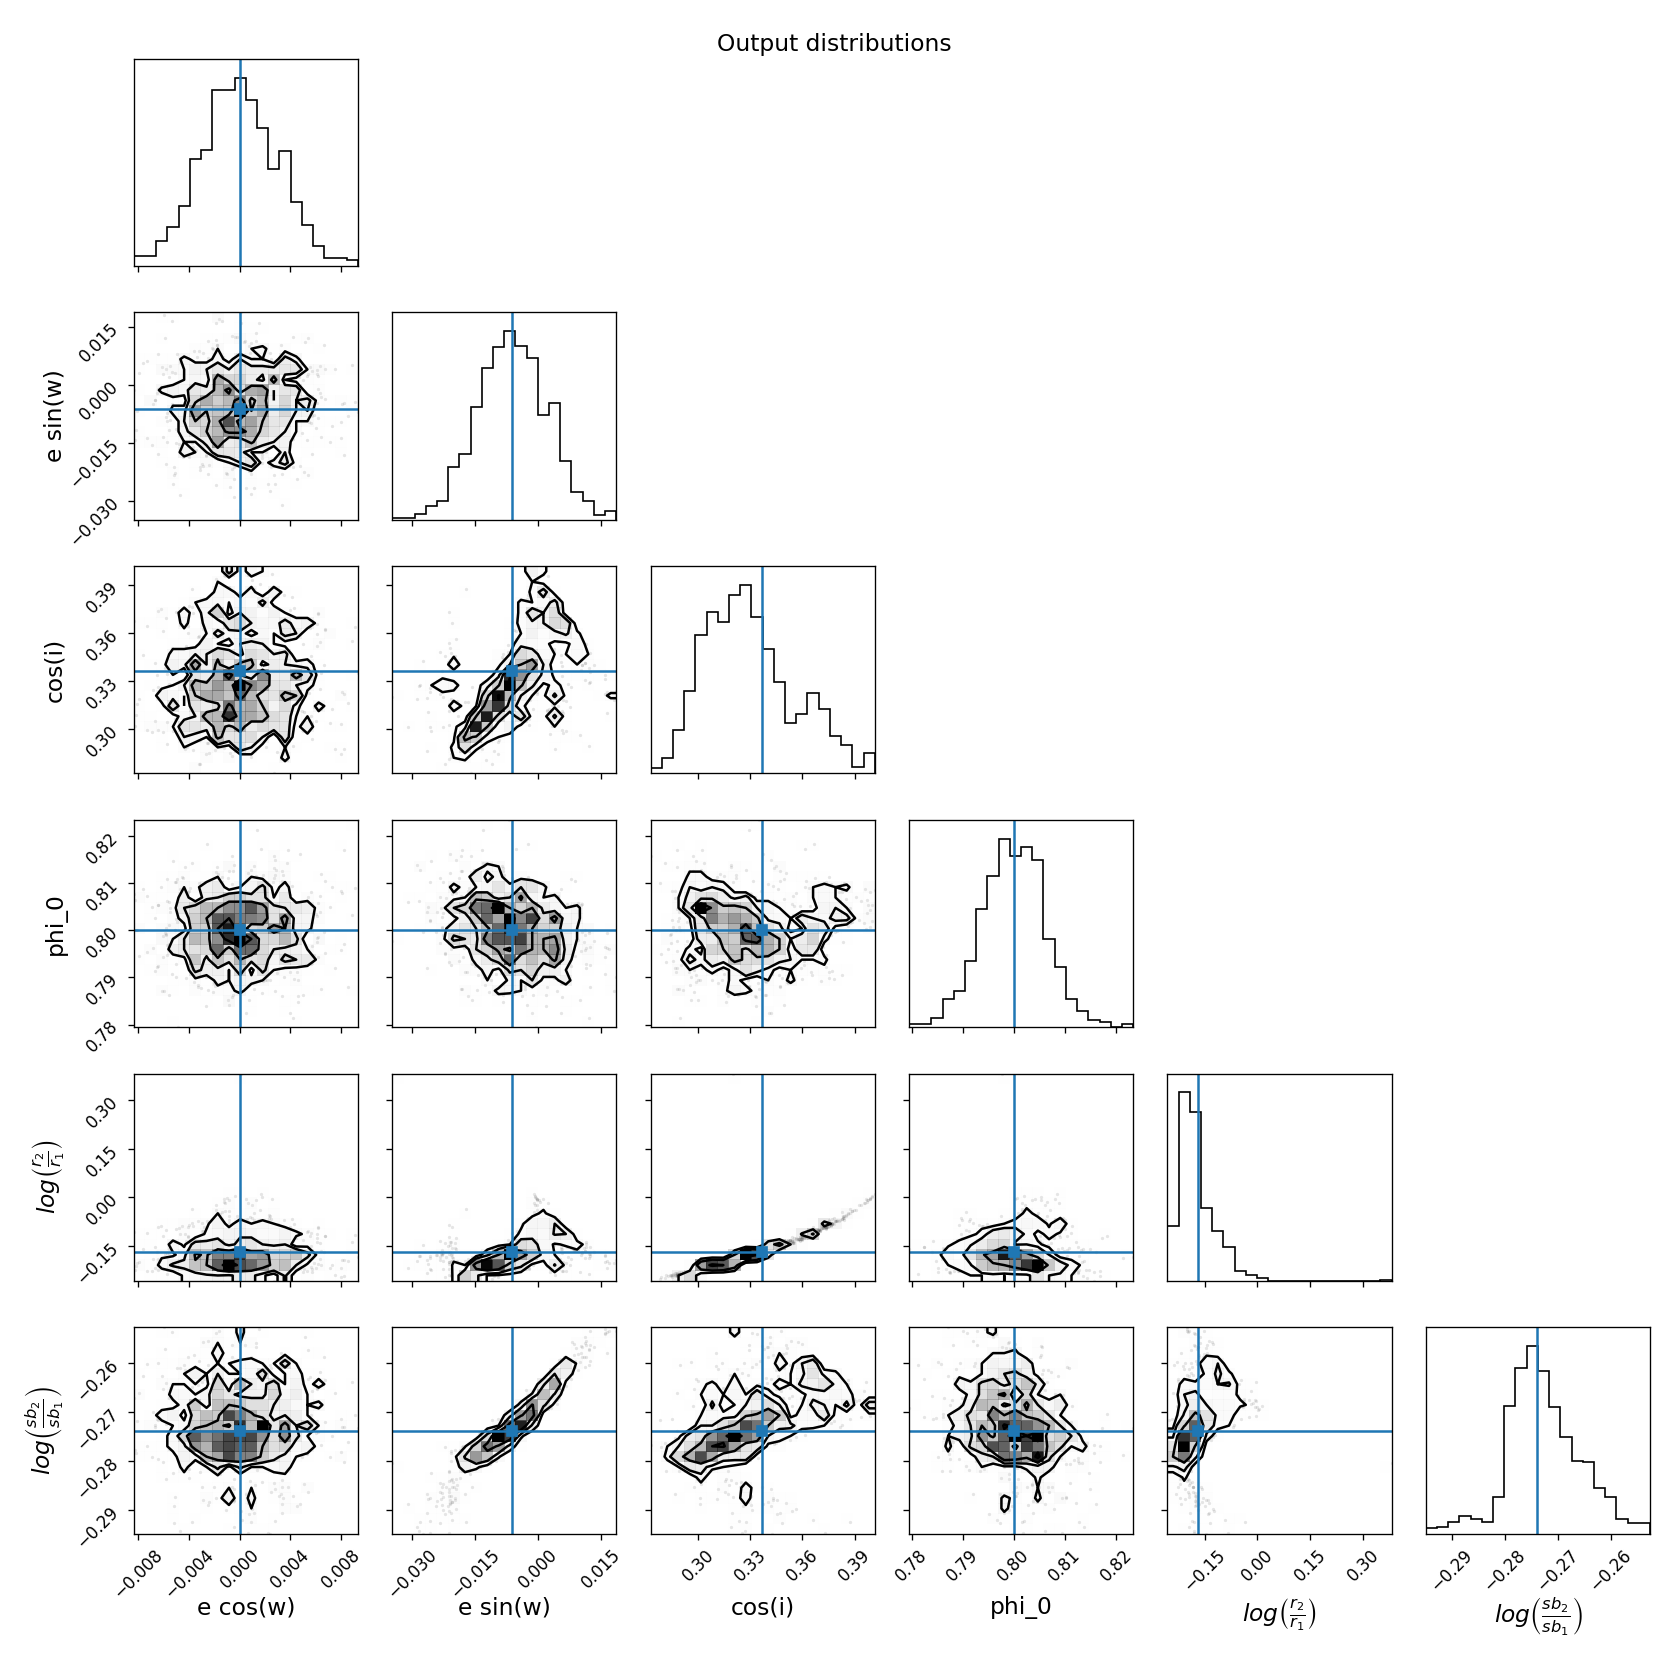 Output distributions
e sin(w)
0.015
0.000
−0.015
−0.030
cos(i)
0.39
0.36
0.33
0.30
phi_0
0.82
0.81
0.80
0.79
0.78
log(r₂/r₁)
0.30
0.15
0.00
−0.15
log(sb₂/sb₁)
−0.26
−0.27
−0.28
−0.29
−0.008 −0.004 0.000 0.004 0.008 −0.030 −0.015 0.000 0.015 0.30 0.33 0.36 0.39 0.78 0.79 0.80 0.81 0.82 −0.15 0.00 0.15 0.30 −0.29 −0.28 −0.27 −0.26
e cos(w) e sin(w) cos(i) phi_0 log(r₂/r₁) log(sb₂/sb₁)